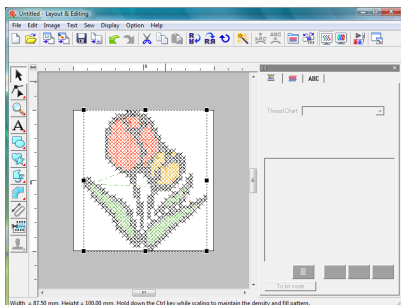 Untitled - Layout & Editing
File Edit Image Text Sew Display Option Help
ABC
Thread Chart
To list mode
Width = 87.50 mm. Height = 100.00 mm. Hold down the Ctrl key while scaling to maintain the density and fill pattern.